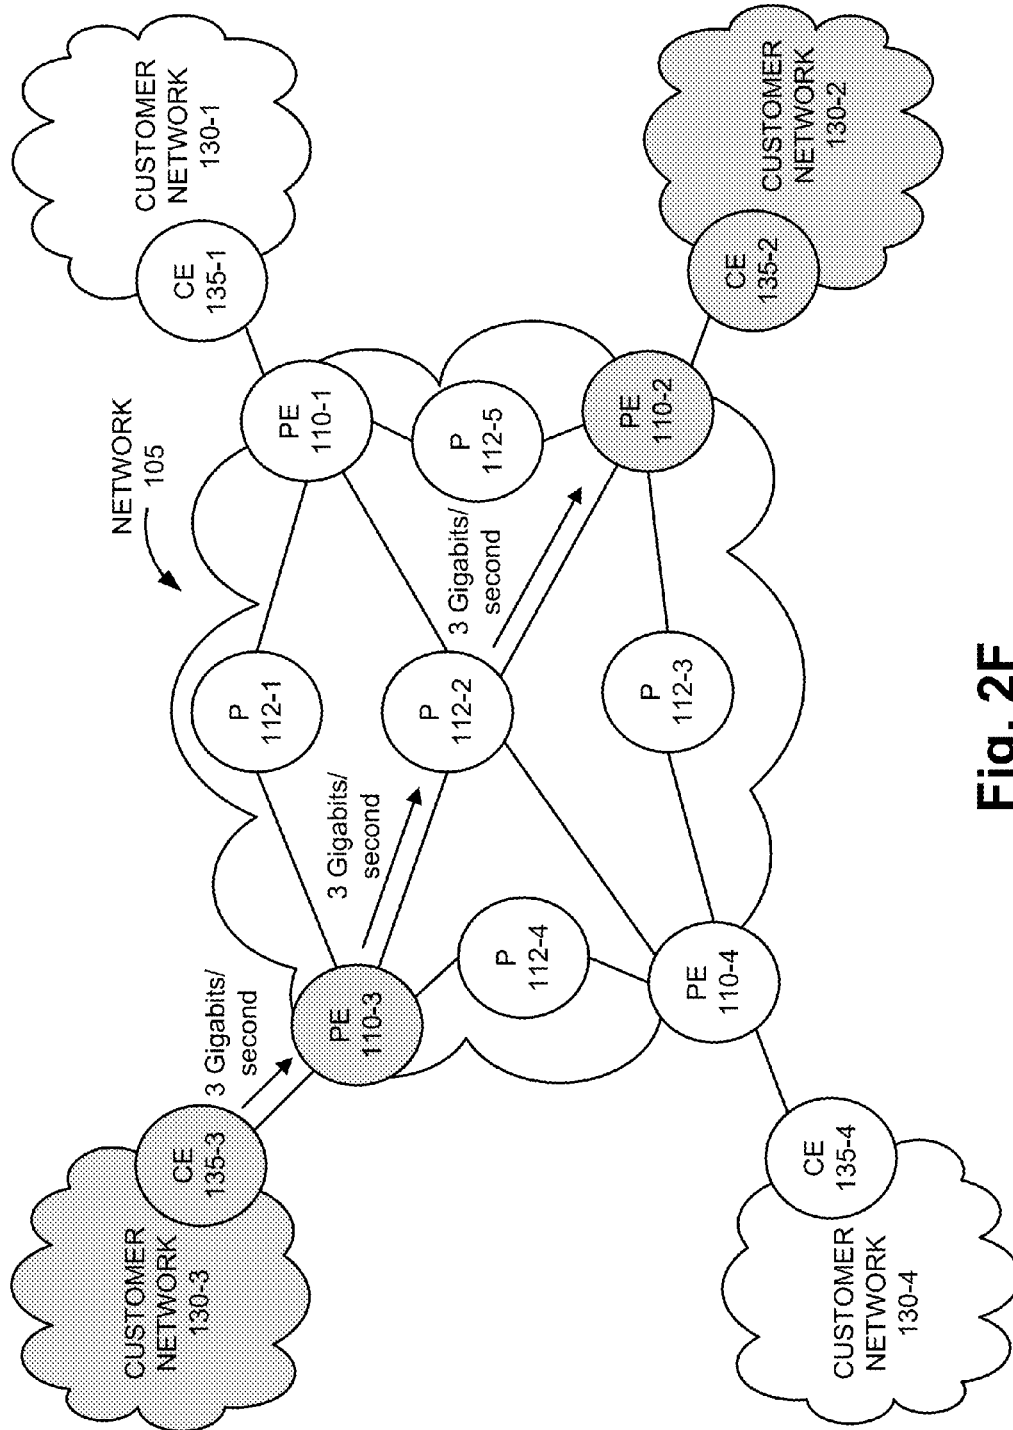 NETWORK
105
CUSTOMER
NETWORK
130-3
CE
135-3
3 Gigabits/
second
PE
110-3
3 Gigabits/
second
P
112-1
PE
110-1
CE
135-1
CUSTOMER
NETWORK
130-1
P
112-4
P
112-2
3 Gigabits/
second
P
112-5
CUSTOMER
NETWORK
130-4
CE
135-4
PE
110-4
P
112-3
PE
110-2
CE
135-2
CUSTOMER
NETWORK
130-2
Fig. 2F